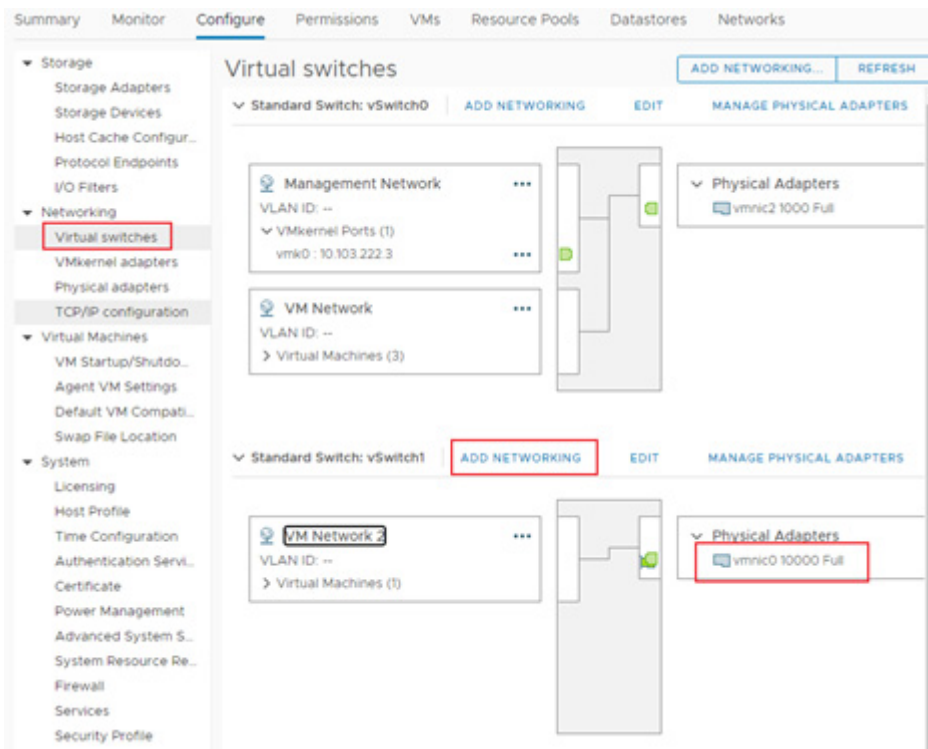 Summary Monitor Configure Permissions VMs Resource Pools Datastores Networks
Storage
Storage Adapters
Storage Devices
Host Cache Configur...
Protocol Endpoints
I/O Filters
Networking
Virtual switches
VMkernel adapters
Physical adapters
TCP/IP configuration
Virtual Machines
VM Startup/Shutdo...
Agent VM Settings
Default VM Compati...
Swap File Location
System
Licensing
Host Profile
Time Configuration
Authentication Servi...
Certificate
Power Management
Advanced System S...
System Resource Re...
Firewall
Services
Security Profile
Virtual switches
ADD NETWORKING... REFRESH
Standard Switch: vSwitch0 ADD NETWORKING EDIT MANAGE PHYSICAL ADAPTERS
Management Network ...
VLAN ID: --
VMkernel Ports (1)
vmk0 : 10.103.222.3 ...
VM Network ...
VLAN ID: --
Virtual Machines (3)
Physical Adapters
vmnic2 1000 Full
Standard Switch: vSwitch1 ADD NETWORKING EDIT MANAGE PHYSICAL ADAPTERS
VM Network 2 ...
VLAN ID: --
Virtual Machines (1)
Physical Adapters
vmnic0 10000 Full